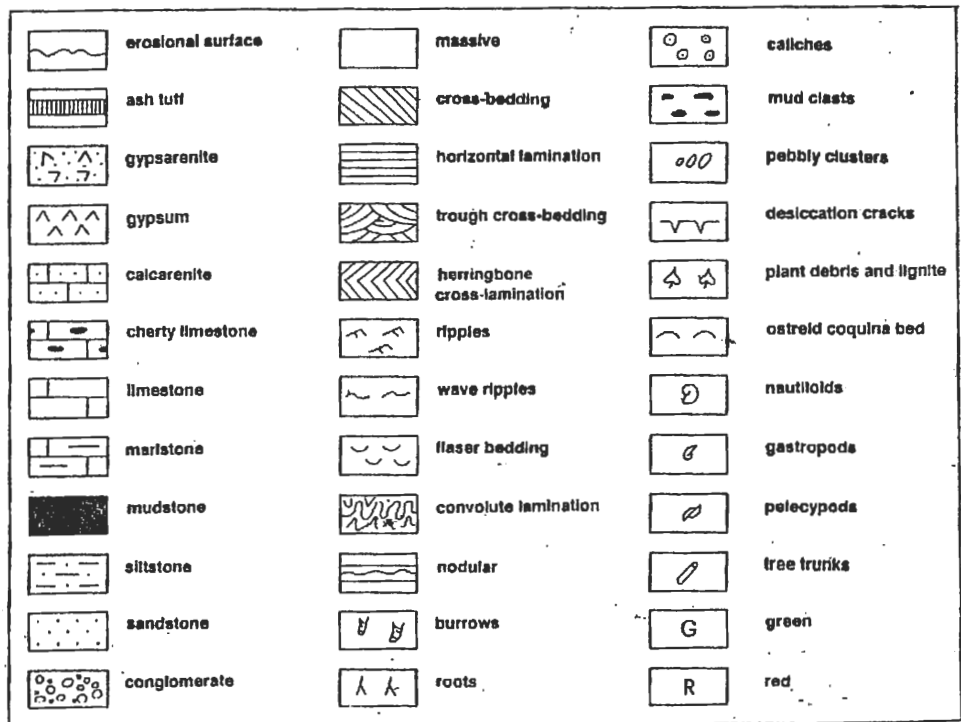 erosional surface
ash tuff
gypsarenite
gypsum
calcarenite
cherty limestone
limestone
marlstone
mudstone
siltstone
sandstone
conglomerate
massive
cross-bedding
horizontal lamination
trough cross-bedding
herringbone
cross-lamination
ripples
wave ripples
flaser bedding
convolute lamination
nodular
burrows
roots
caliches
mud clasts
pebbly clusters
desiccation cracks
plant debris and lignite
ostreid coquina bed
nautiloids
gastropods
pelecypods
tree trunks
G green
R red